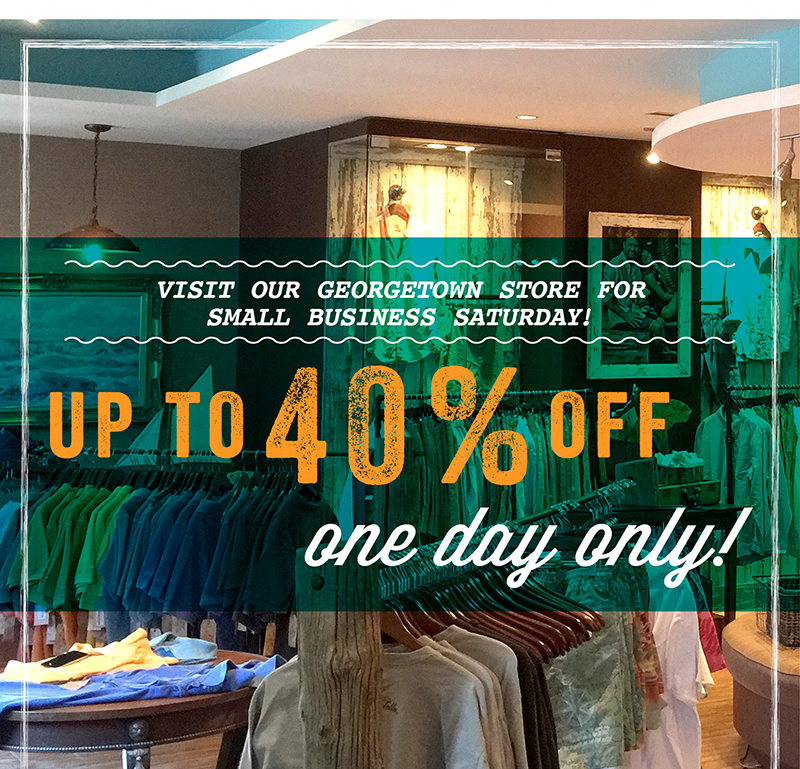 VISIT OUR GEORGETOWN STORE FOR
SMALL BUSINESS SATURDAY!
UP TO 40% OFF
one day only!